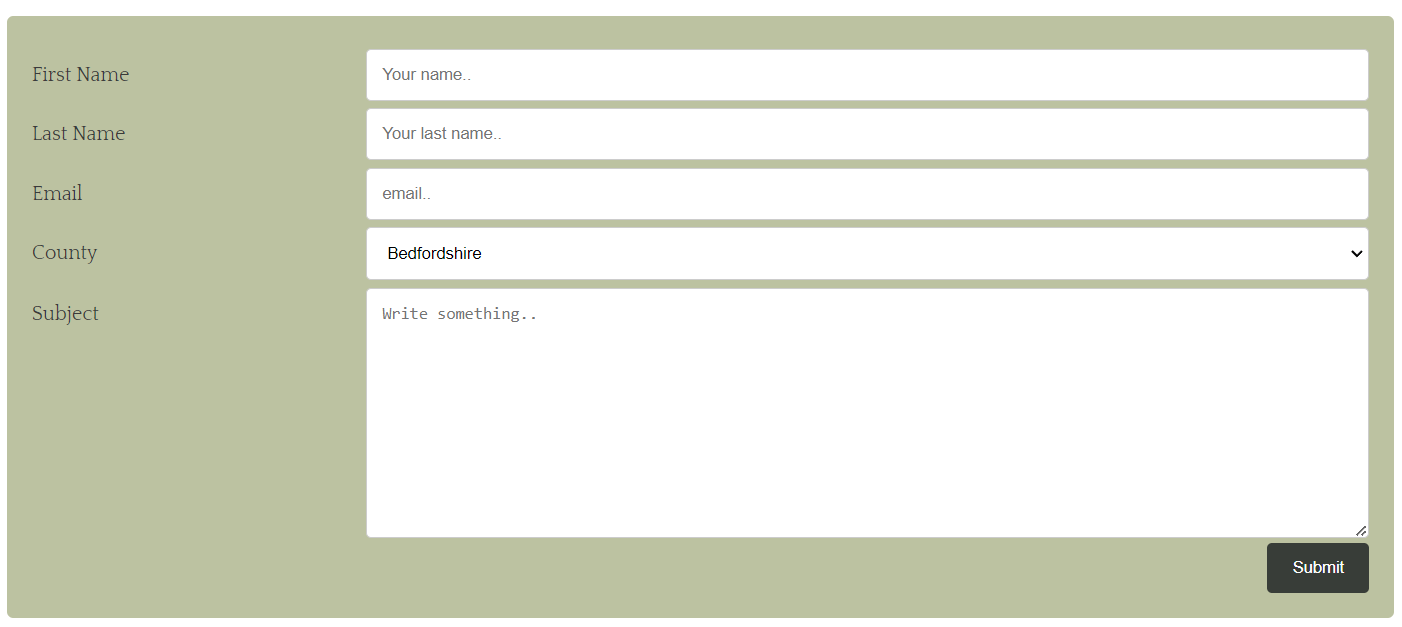 First Name
Your name..
Last Name
Your last name..
Email
email..
County
Bedfordshire
Subject
Write something..
Submit